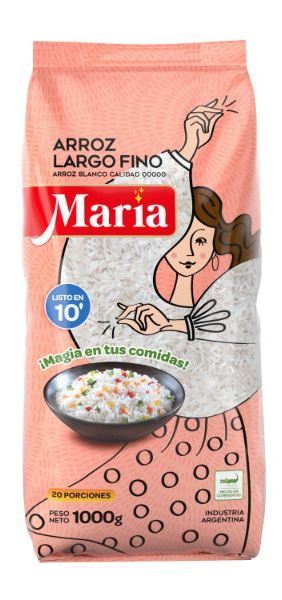 ARROZ
LARGO FINO
ARROZ BLANCO CALIDAD 00000
Maria
LISTO EN
10'
¡Magia en tus comidas!
20 PORCIONES
PESO
NETO 1000g
INDUSTRIA
ARGENTINA